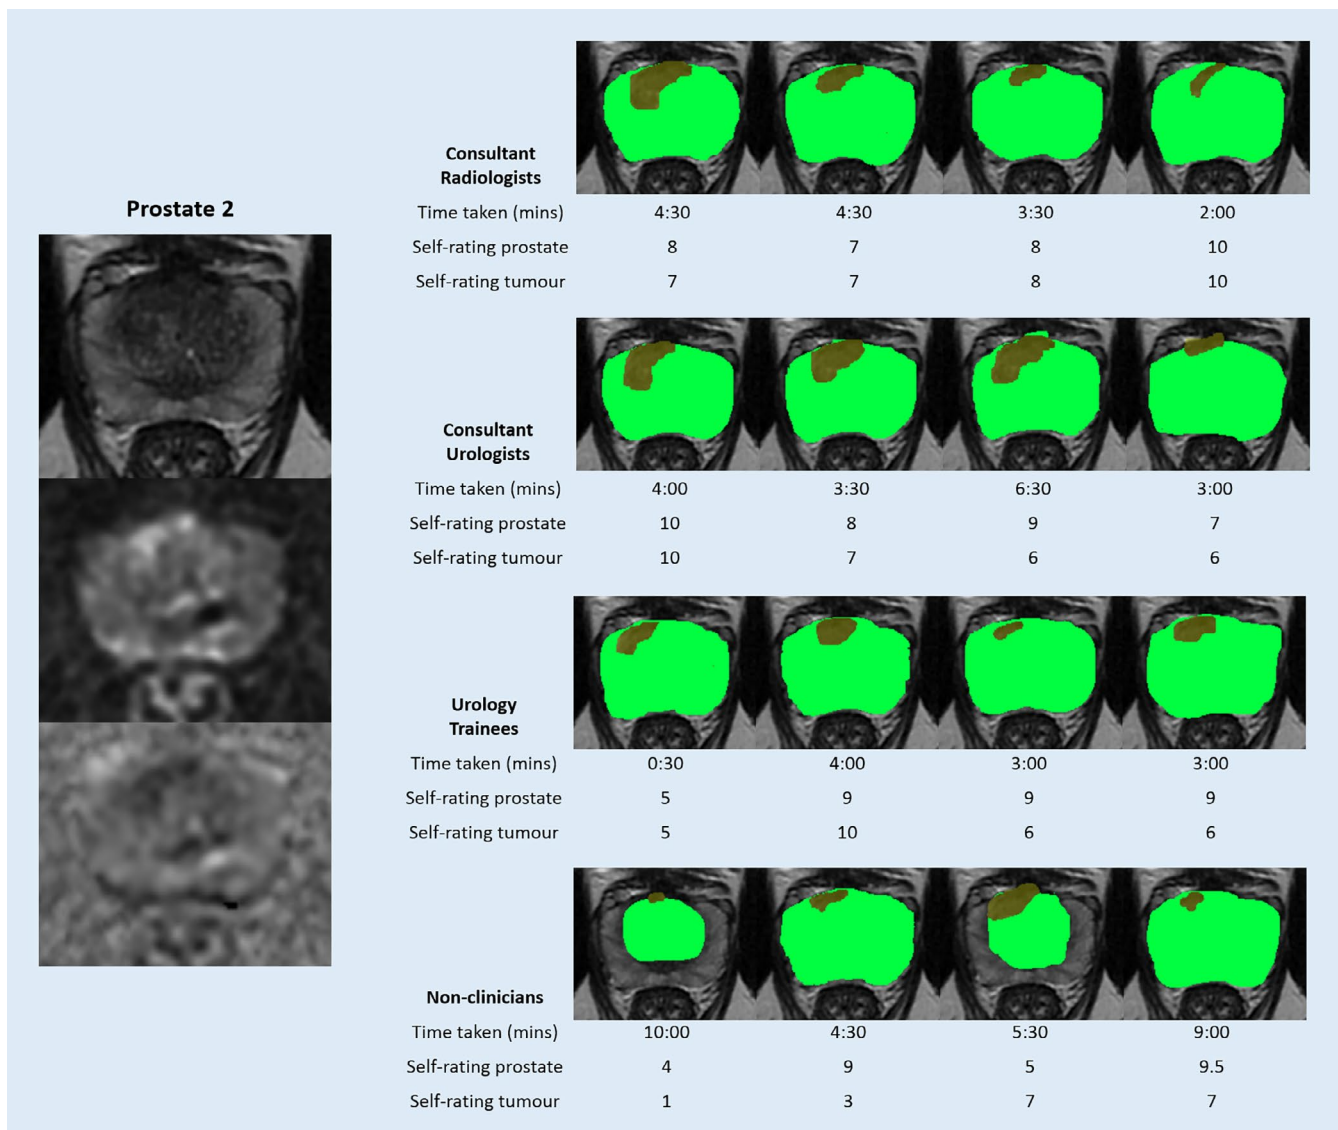 Prostate 2
Consultant
Radiologists
Time taken (mins) 4:30 4:30 3:30 2:00
Self-rating prostate 8 7 8 10
Self-rating tumour 7 7 8 10
Consultant
Urologists
Time taken (mins) 4:00 3:30 6:30 3:00
Self-rating prostate 10 8 9 7
Self-rating tumour 10 7 6 6
Urology
Trainees
Time taken (mins) 0:30 4:00 3:00 3:00
Self-rating prostate 5 9 9 9
Self-rating tumour 5 10 6 6
Non-clinicians
Time taken (mins) 10:00 4:30 5:30 9:00
Self-rating prostate 4 9 5 9.5
Self-rating tumour 1 3 7 7